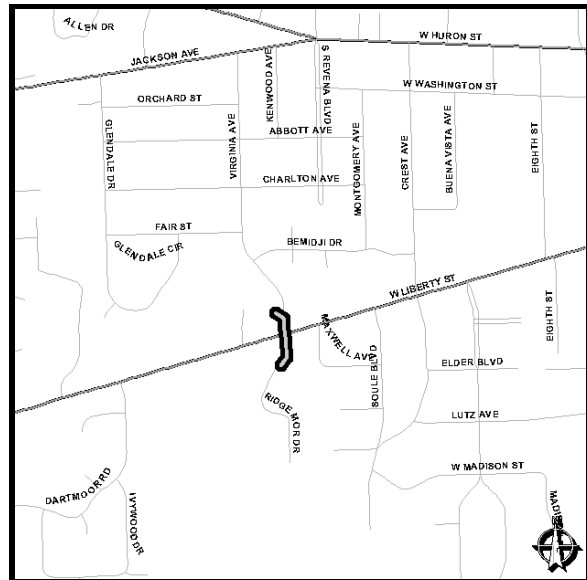 ALLEN DR
W HURON ST
JACKSON AVE
S REVENA BLVD
KENWOOD AVE
W WASHINGTON ST
ORCHARD ST
GLENDALE DR
VIRGINIA AVE
ABBOTT AVE
MONTGOMERY AVE
CREST AVE
BUENA VISTA AVE
EIGHTH ST
CHARLTON AVE
FAIR ST
GLENDALE CIR
BEMIDJI DR
W LIBERTY ST
EIGHTH ST
MAXWELL AVE
SOULE BLVD
ELDER BLVD
RIDGEMOR DR
LUTZ AVE
W MADISON ST
DARTMOOR RD
IVYWOOD DR